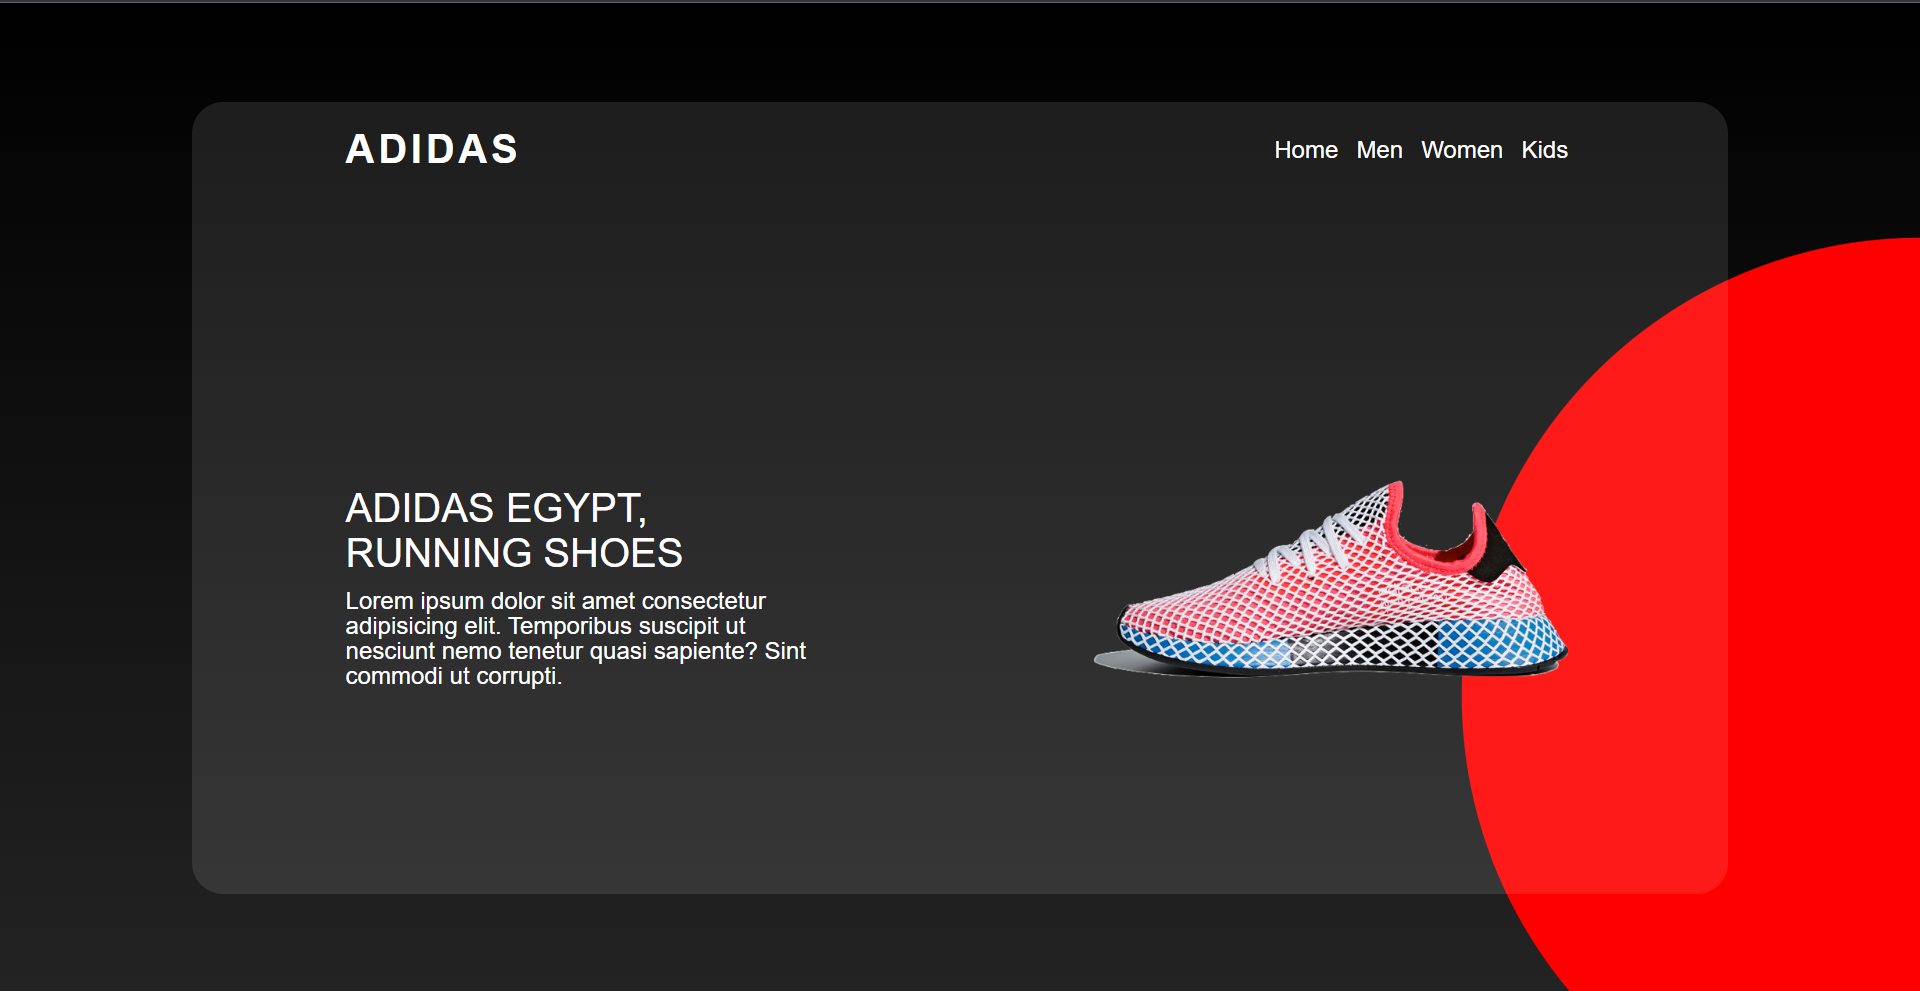 ADIDAS
Home Men Women Kids
ADIDAS EGYPT,
RUNNING SHOES
Lorem ipsum dolor sit amet consectetur
adipisicing elit. Temporibus suscipit ut
nesciunt nemo tenetur quasi sapiente? Sint
commodi ut corrupti.